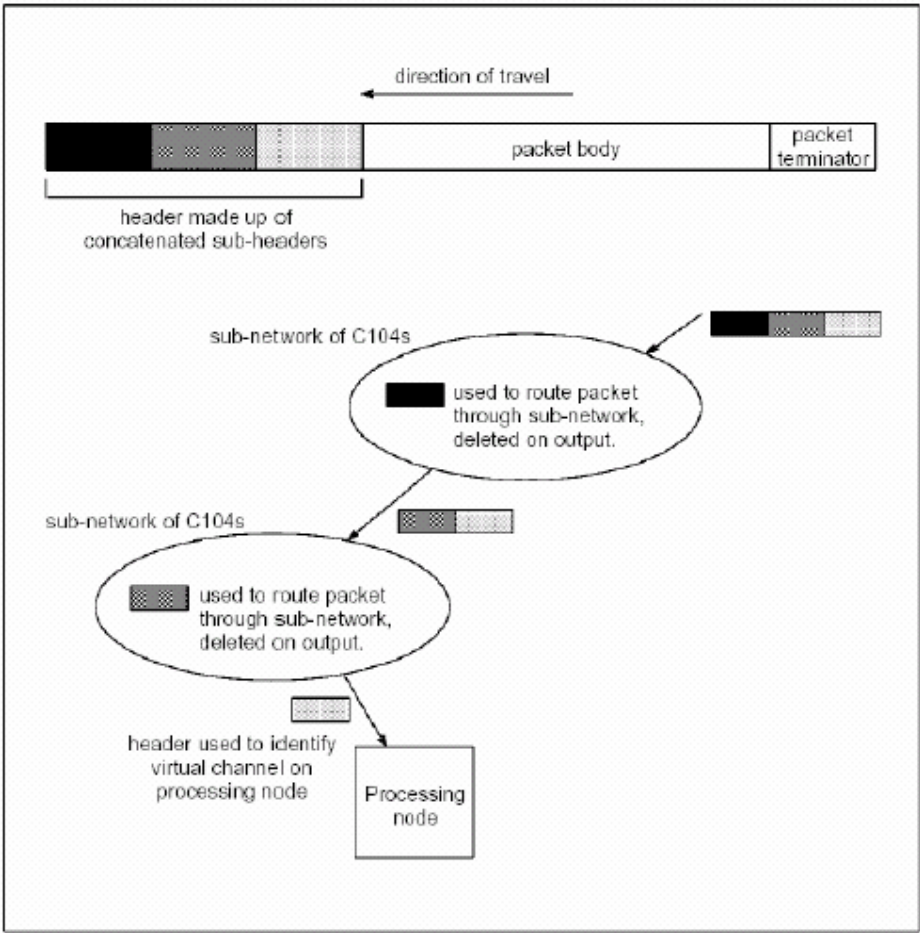 direction of travel
packet body
packet
terminator
header made up of
concatenated sub-headers
sub-network of C104s
used to route packet
through sub-network,
deleted on output.
sub-network of C104s
used to route packet
through sub-network,
deleted on output.
header used to identify
virtual channel on
processing node
Processing
node